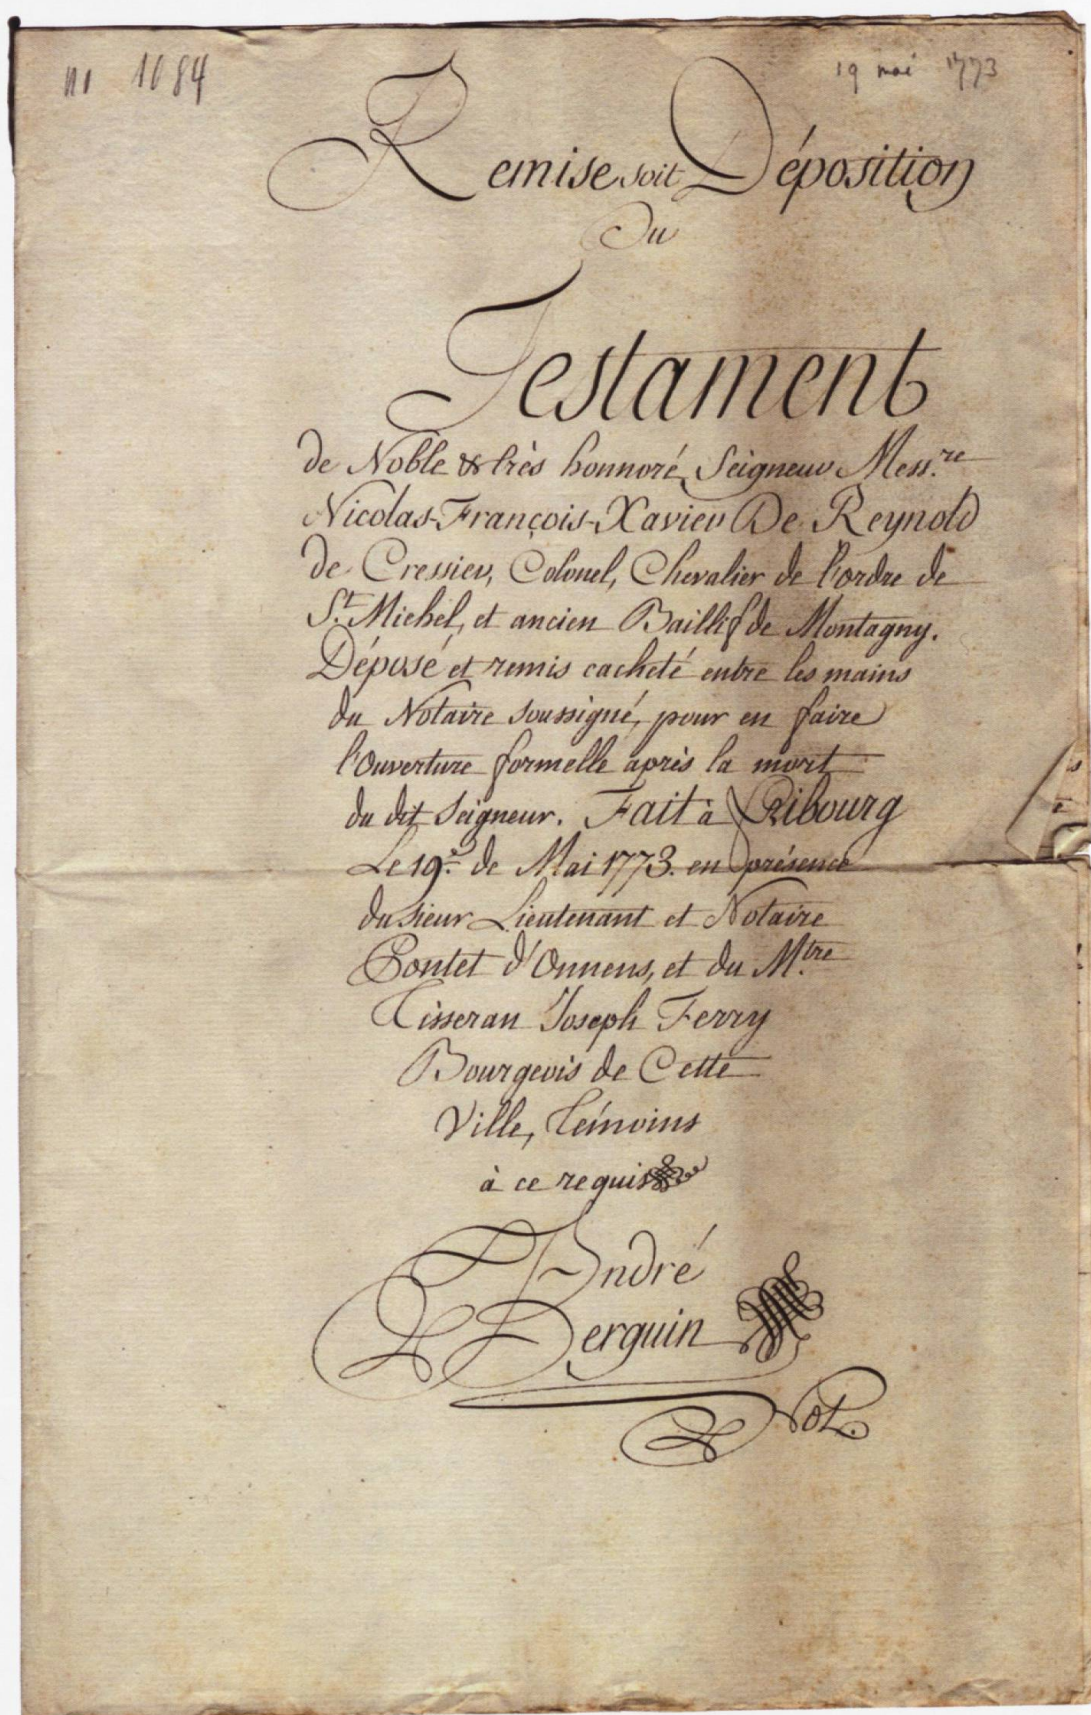 1084
19 mai 1773
Remise soit Déposition
Du
Testament
de Noble & très honnoré Seigneur Mess.re
Nicolas-François-Xavier De Reynold
de Cressier, Colonel, Chevalier de l'ordre de
S.t Michel, et ancien Baillif de Montagny.
Déposé et remis cacheté entre les mains
du Notaire soussigné, pour en faire
l'Ouverture formelle après la mort
du dit Seigneur. Fait à Fribourg
Le 19.e de Mai 1773. en présence
du sieur Lieutenant et Notaire
Pontet d'Onnens, et du M.tre
Tisseran Joseph Ferry
Bourgeois de Cette
Ville, Témoins
à ce requis
André
Berguin
Not.